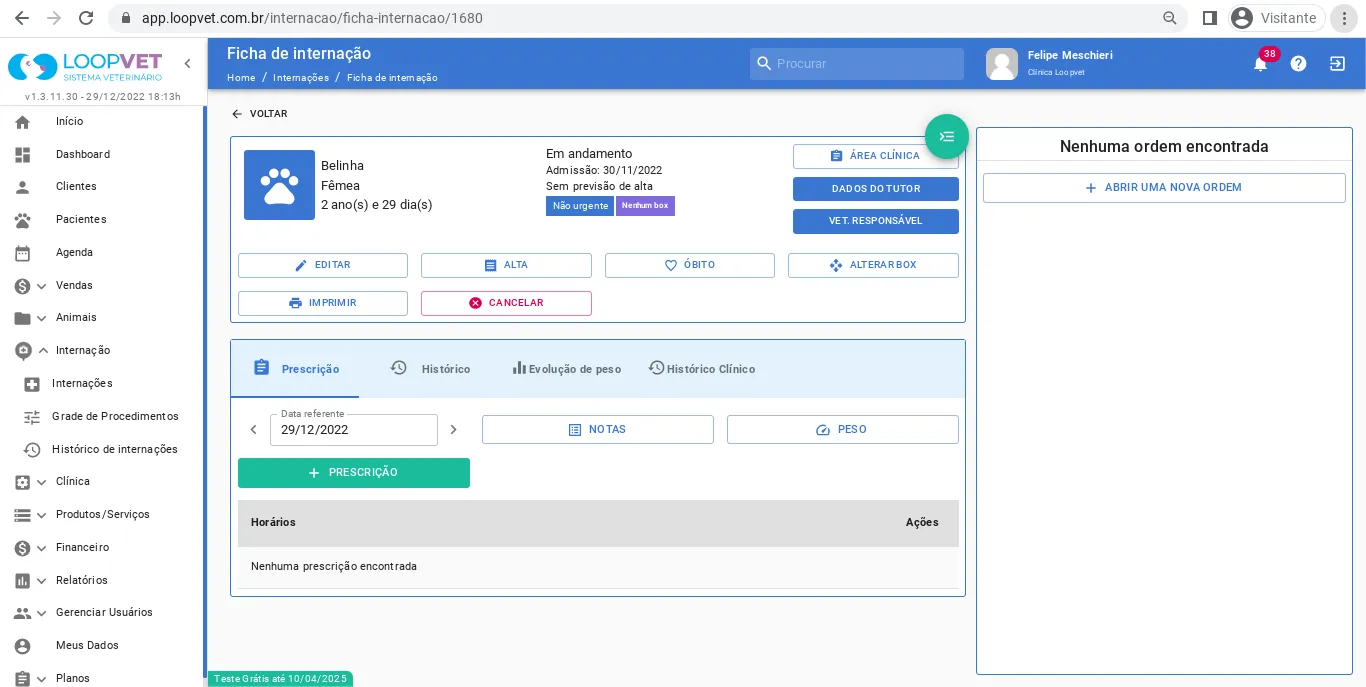 app.loopvet.com.br/internacao/ficha-internacao/1680
Visitante
LOOPVET
SISTEMA VETERINÁRIO
v1.3.11.30 - 29/12/2022 18:13h
Início
Dashboard
Clientes
Pacientes
Agenda
Vendas
Animais
Internação
Internações
Grade de Procedimentos
Histórico de internações
Clínica
Produtos/Serviços
Financeiro
Relatórios
Gerenciar Usuários
Meus Dados
Planos
Ficha de internação
Home / Internações / Ficha de internação
Procurar
Felipe Meschieri
Clínica Loopvet
38
VOLTAR
Belinha
Fêmea
2 ano(s) e 29 dia(s)
Em andamento
Admissão: 30/11/2022
Sem previsão de alta
Não urgente
Nenhum box
ÁREA CLÍNICA
DADOS DO TUTOR
VET. RESPONSÁVEL
EDITAR
ALTA
ÓBITO
ALTERAR BOX
IMPRIMIR
CANCELAR
Prescrição
Histórico
Evolução de peso
Histórico Clínico
Data referente
29/12/2022
NOTAS
PESO
PRESCRIÇÃO
Horários
Ações
Nenhuma prescrição encontrada
Nenhuma ordem encontrada
ABRIR UMA NOVA ORDEM
Teste Grátis até 10/04/2025